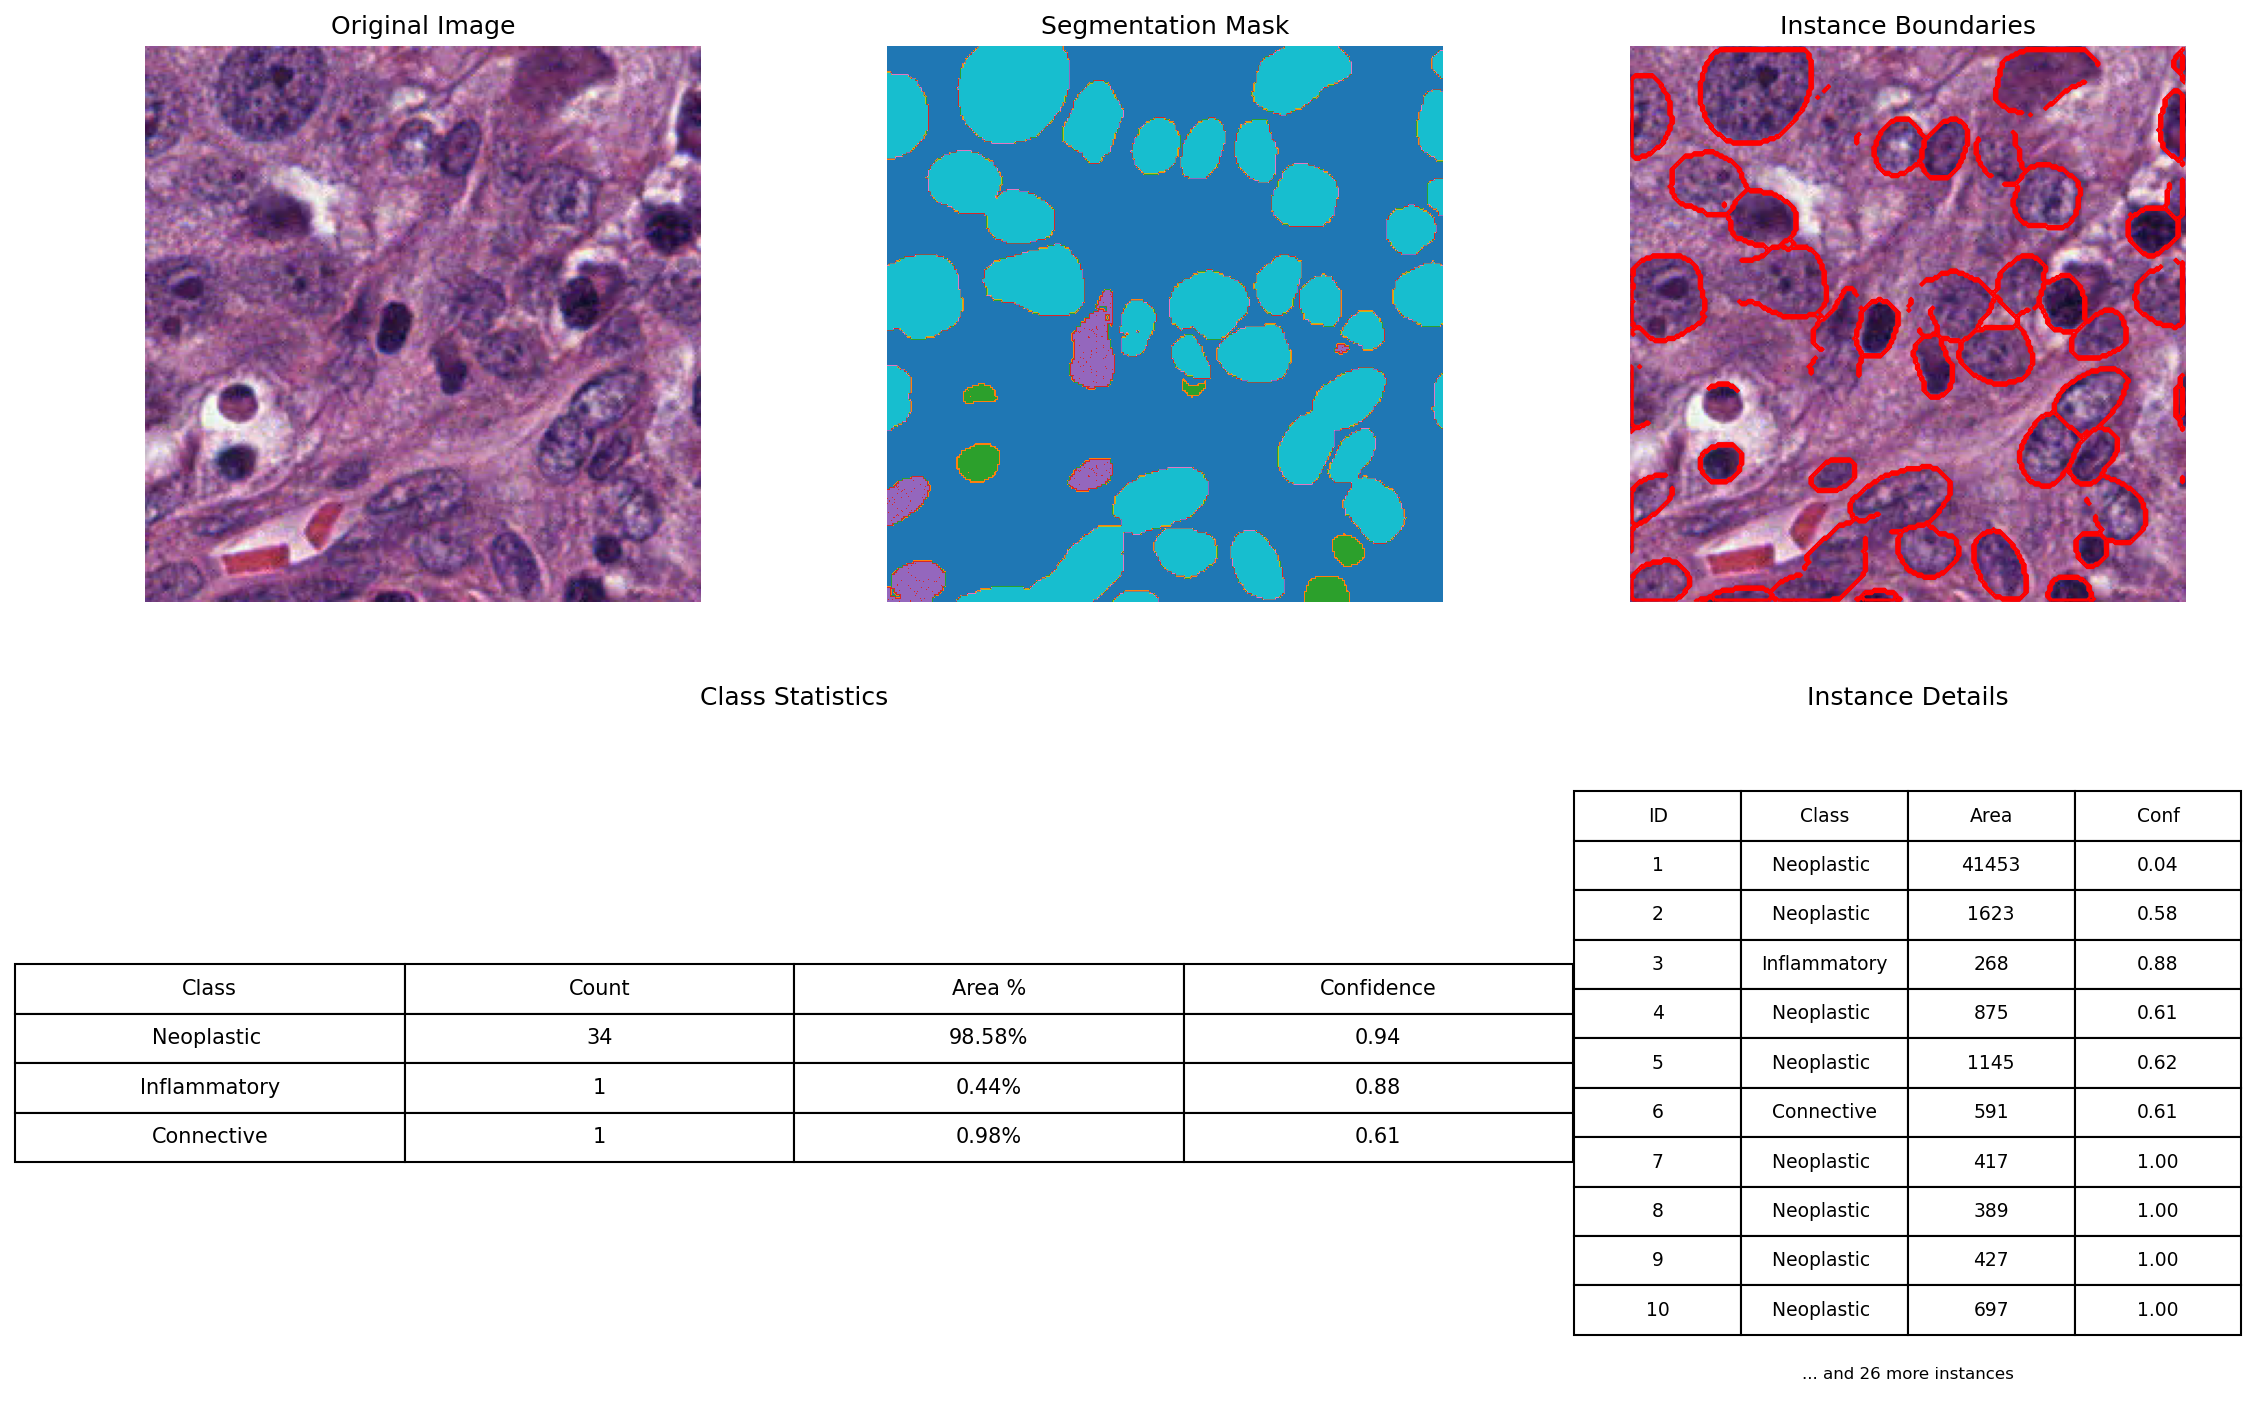 Original Image
Segmentation Mask
Instance Boundaries
Class Statistics
Class Count Area % Confidence
Neoplastic 34 98.58% 0.94
Inflammatory 1 0.44% 0.88
Connective 1 0.98% 0.61
Instance Details
ID Class Area Conf
1 Neoplastic 41453 0.04
2 Neoplastic 1623 0.58
3 Inflammatory 268 0.88
4 Neoplastic 875 0.61
5 Neoplastic 1145 0.62
6 Connective 591 0.61
7 Neoplastic 417 1.00
8 Neoplastic 389 1.00
9 Neoplastic 427 1.00
10 Neoplastic 697 1.00
... and 26 more instances